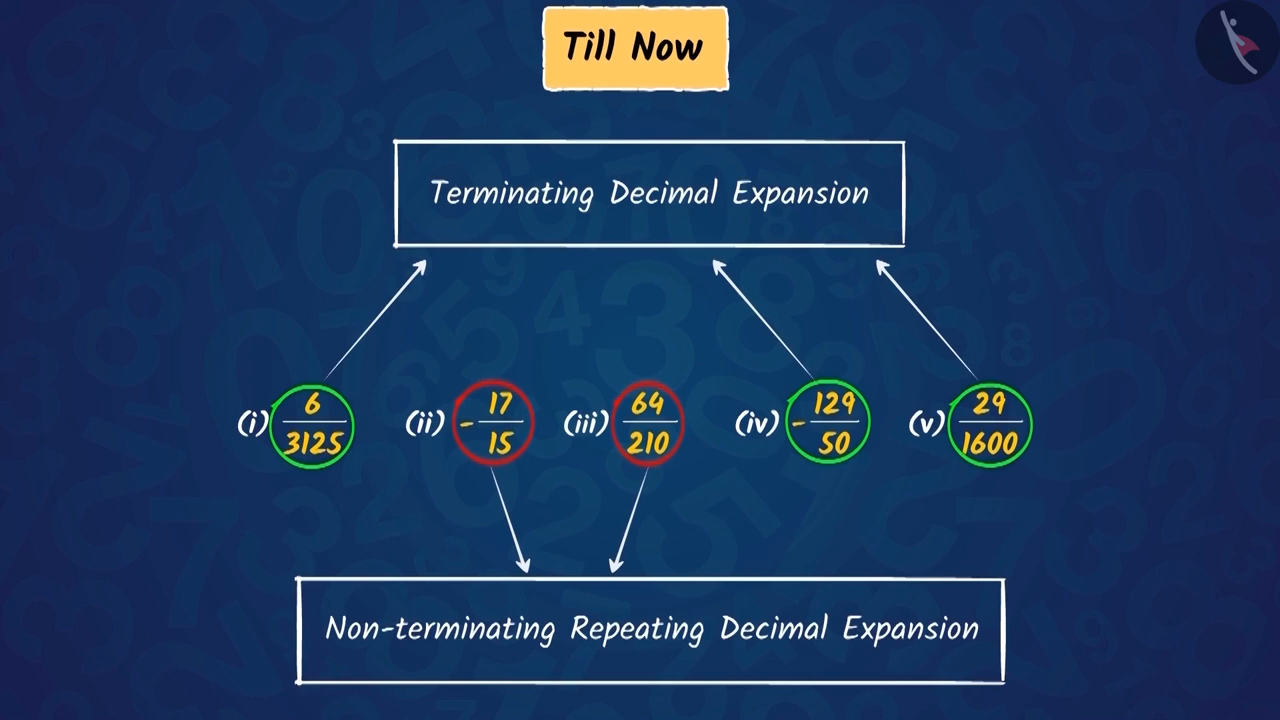 Till Now
Terminating Decimal Expansion
(i) 6/3125 (ii) -17/15 (iii) 64/210 (iv) -129/50 (v) 29/1600
Non-terminating Repeating Decimal Expansion